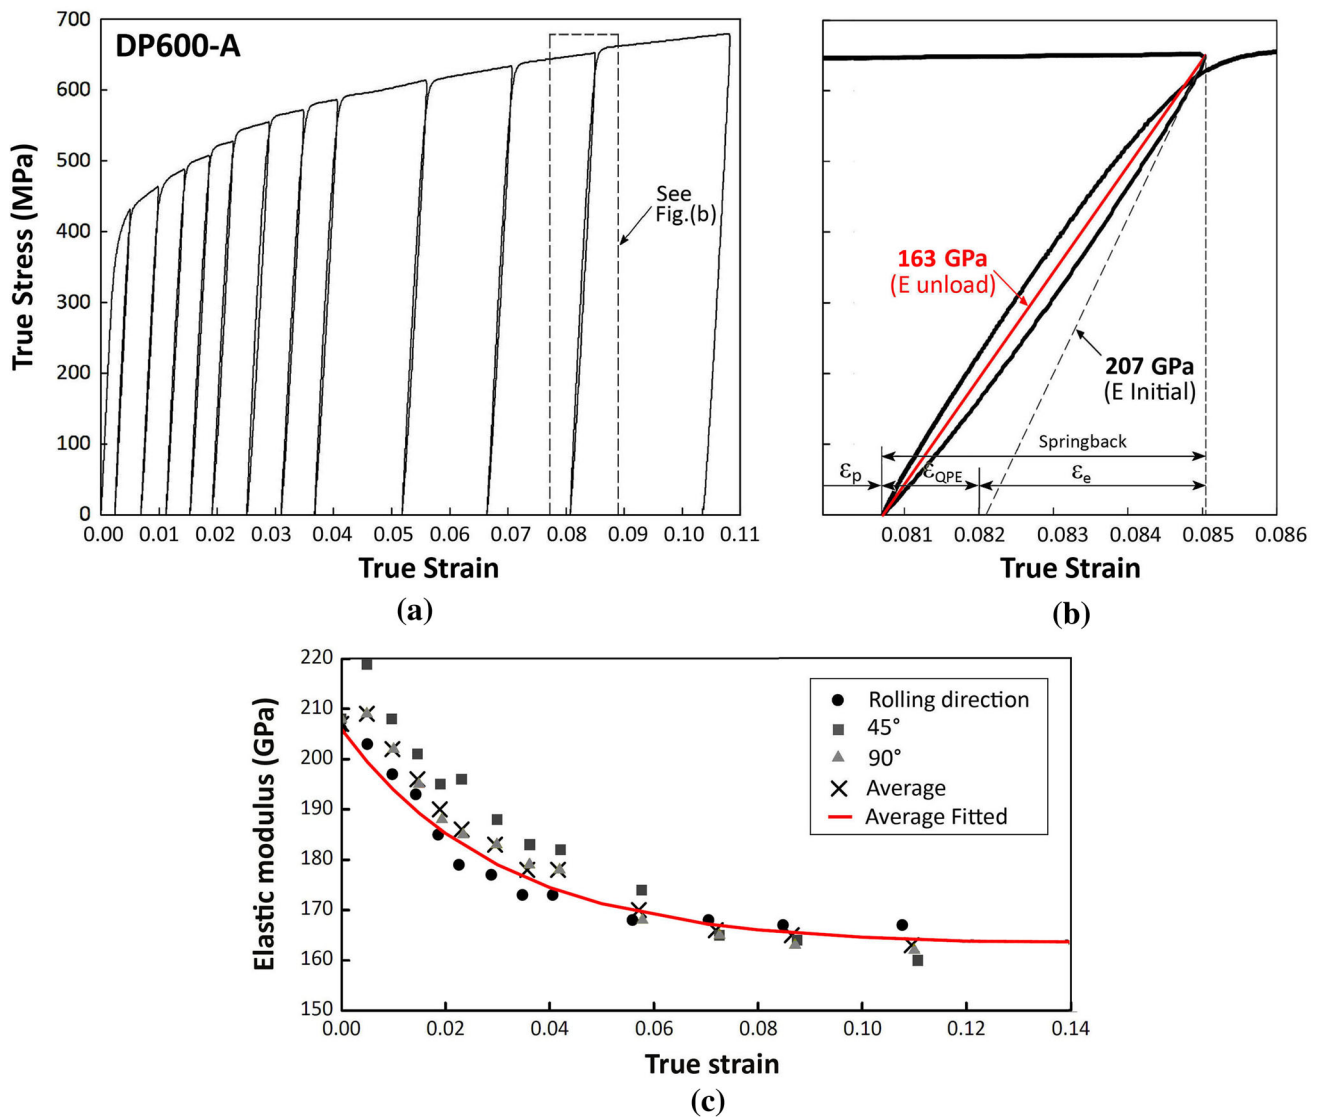 DP600-A
True Stress (MPa)
700
600
500
400
300
200
100
0
0.00 0.01 0.02 0.03 0.04 0.05 0.06 0.07 0.08 0.09 0.10 0.11
True Strain
See
Fig.(b)
(a)
163 GPa
(E unload)
207 GPa
(E Initial)
Springback
εp εQPE εe
0.081 0.082 0.083 0.084 0.085 0.086
True Strain
(b)
Elastic modulus (GPa)
220
210
200
190
180
170
160
150
0.00 0.02 0.04 0.06 0.08 0.10 0.12 0.14
True strain
Rolling direction
45°
90°
Average
Average Fitted
(c)